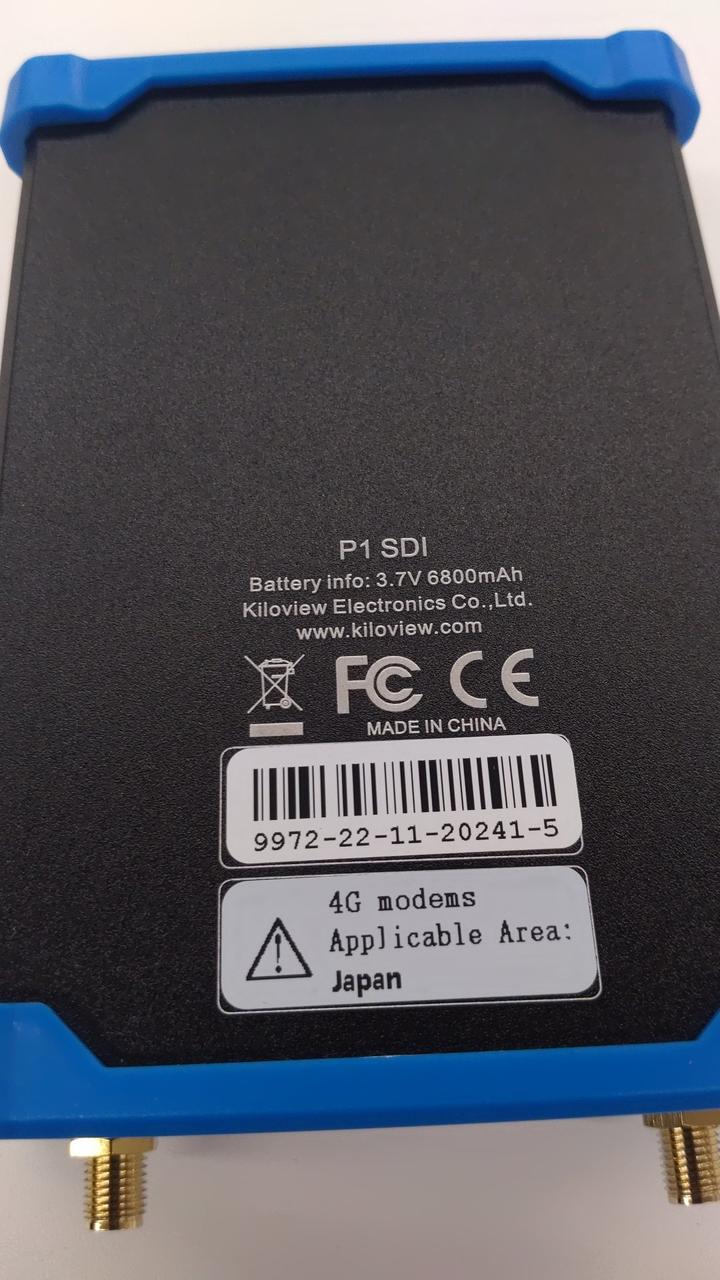 P1 SDI
Battery info: 3.7V 6800mAh
Kiloview Electronics Co.,Ltd.
www.kiloview.com
FC CE
MADE IN CHINA
9972-22-11-20241-5
4G modems
Applicable Area:
Japan